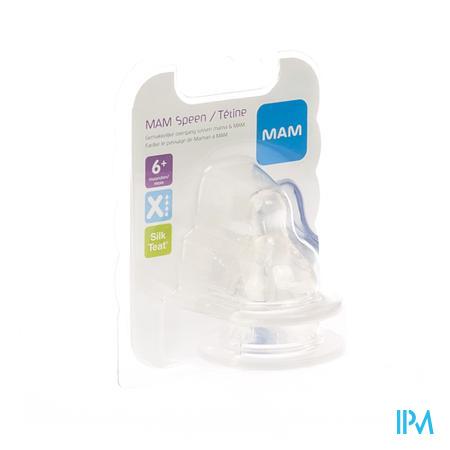 MAM Speen / Tétine
Gemakkelijke overgang tussen mama & MAM
Facilite le passage de Maman à MAM
MAM
6+
maanden/
mois
X
Silk
Teat®
IPM